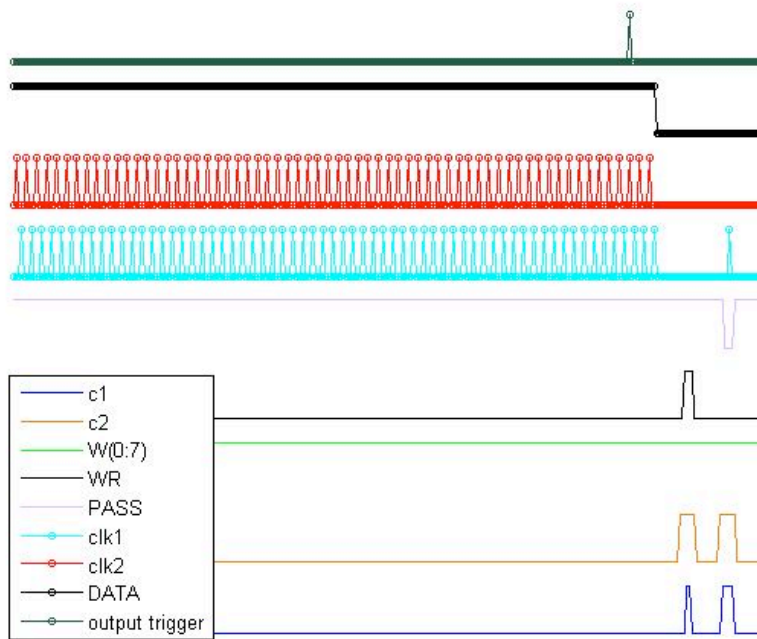 c1
c2
W(0:7)
WR
PASS
clk1
clk2
DATA
output trigger